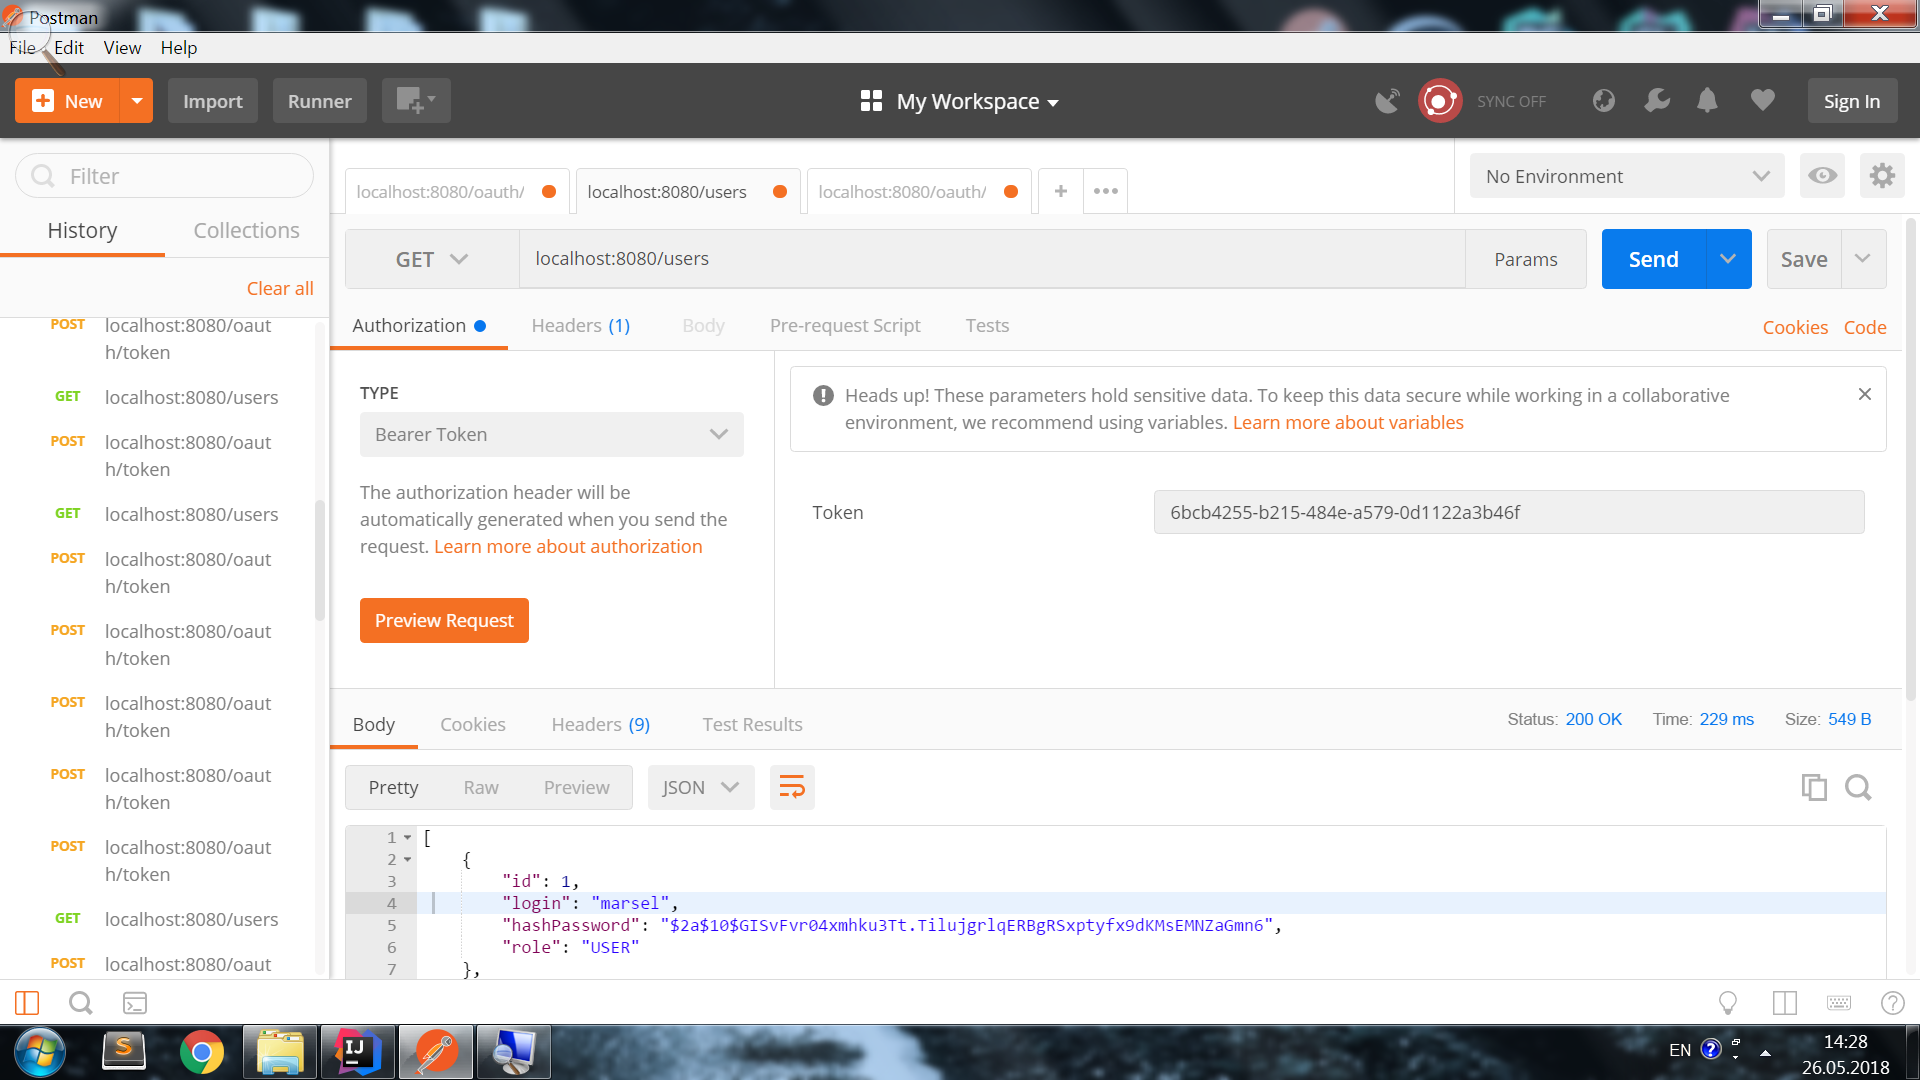 Postman
File Edit View Help
New Import Runner My Workspace SYNC OFF Sign In
Filter
History Collections
Clear all
POST localhost:8080/oaut
h/token
GET localhost:8080/users
POST localhost:8080/oaut
h/token
GET localhost:8080/users
POST localhost:8080/oaut
h/token
POST localhost:8080/oaut
h/token
POST localhost:8080/oaut
h/token
POST localhost:8080/oaut
h/token
POST localhost:8080/oaut
h/token
GET localhost:8080/users
POST localhost:8080/oaut
localhost:8080/oauth/ localhost:8080/users localhost:8080/oauth/ + •••
No Environment
GET localhost:8080/users Params Send Save
Authorization Headers (1) Body Pre-request Script Tests Cookies Code
TYPE
Bearer Token
The authorization header will be
automatically generated when you send the
request. Learn more about authorization
Preview Request
Heads up! These parameters hold sensitive data. To keep this data secure while working in a collaborative
environment, we recommend using variables. Learn more about variables
Token 6bcb4255-b215-484e-a579-0d1122a3b46f
Body Cookies Headers (9) Test Results Status: 200 OK Time: 229 ms Size: 549 B
Pretty Raw Preview JSON
1 [
2 {
3 "id": 1,
4 "login": "marsel",
5 "hashPassword": "$2a$10$GISvFvr04xmhku3Tt.TilujgrlqERBgRSxptyfx9dKMsEMNZaGmn6",
6 "role": "USER"
7 },
S IJ EN ? 14:28
26.05.2018